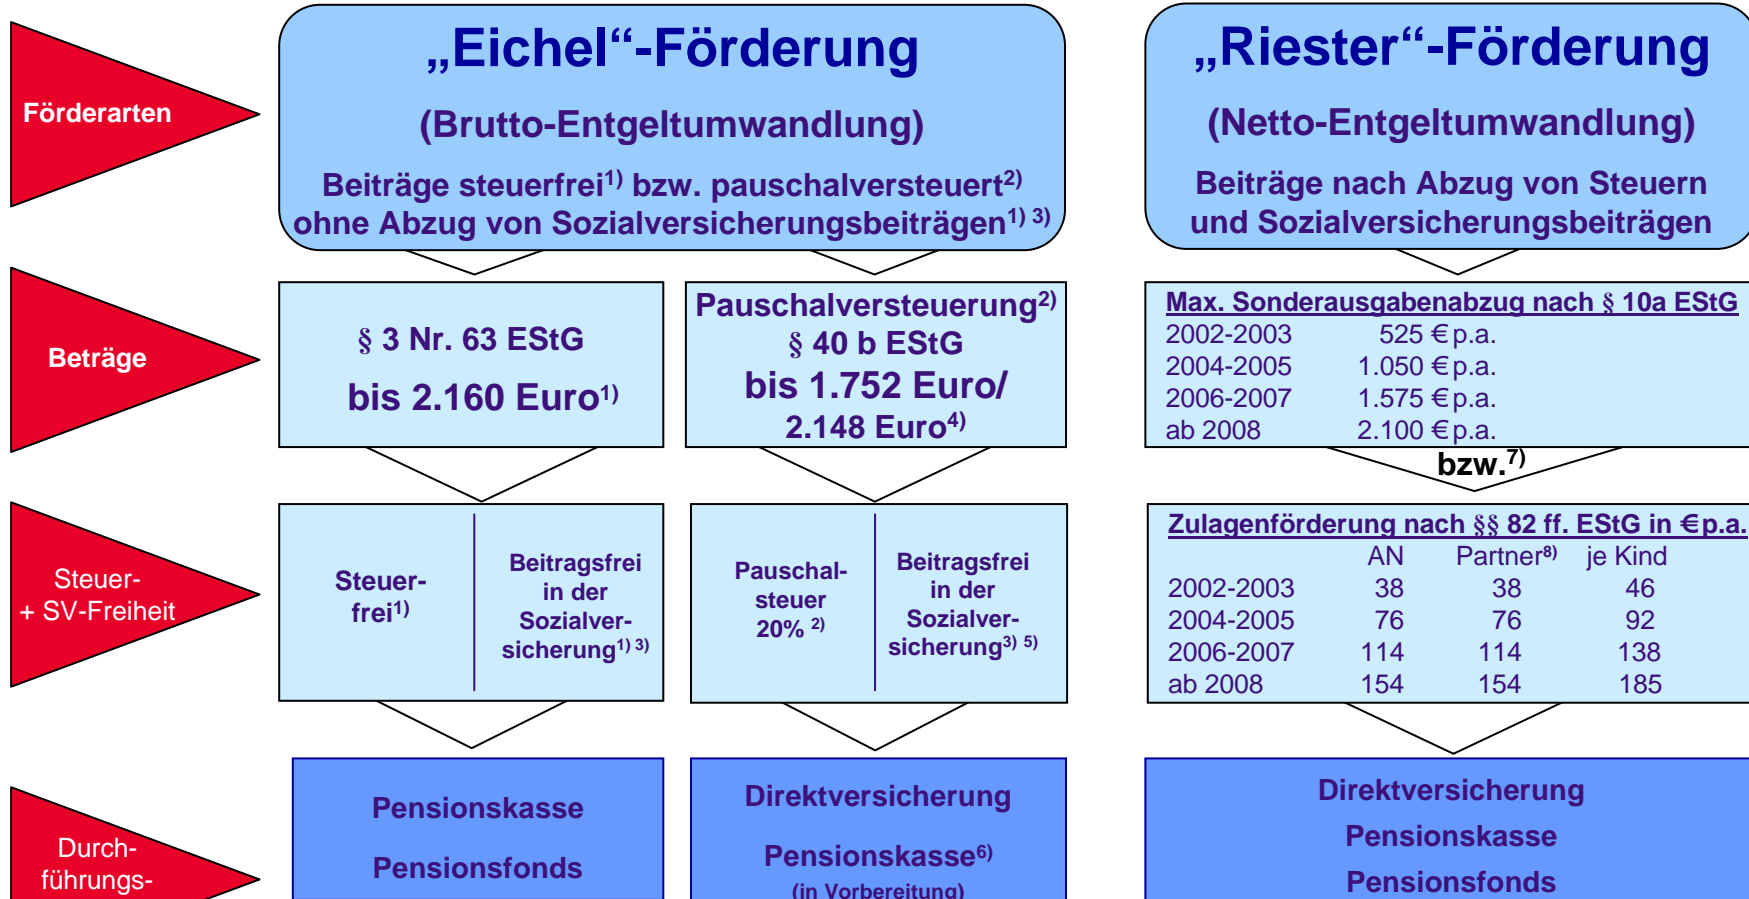 Förderarten
„Eichel“-Förderung
(Brutto-Entgeltumwandlung)
Beiträge steuerfrei1) bzw. pauschalversteuert2)
ohne Abzug von Sozialversicherungsbeiträgen1) 3)
„Riester“-Förderung
(Netto-Entgeltumwandlung)
Beiträge nach Abzug von Steuern
und Sozialversicherungsbeiträgen
Beträge
§ 3 Nr. 63 EStG
bis 2.160 Euro1)
Pauschalversteuerung2)
§ 40 b EStG
bis 1.752 Euro/
2.148 Euro4)
Max. Sonderausgabenabzug nach § 10a EStG
2002-2003 525 € p.a.
2004-2005 1.050 € p.a.
2006-2007 1.575 € p.a.
ab 2008 2.100 € p.a.
bzw.7)
Steuer-
+ SV-Freiheit
Steuer-
frei1)
Beitragsfrei
in der
Sozialver-
sicherung1) 3)
Pauschal-
steuer
20% 2)
Beitragsfrei
in der
Sozialver-
sicherung3) 5)
Zulagenförderung nach §§ 82 ff. EStG in € p.a.
AN Partner8) je Kind
2002-2003 38 38 46
2004-2005 76 76 92
2006-2007 114 114 138
ab 2008 154 154 185
Durch-
führungs-
Pensionskasse
Pensionsfonds
Direktversicherung
Pensionskasse6)
(in Vorbereitung)
Direktversicherung
Pensionskasse
Pensionsfonds